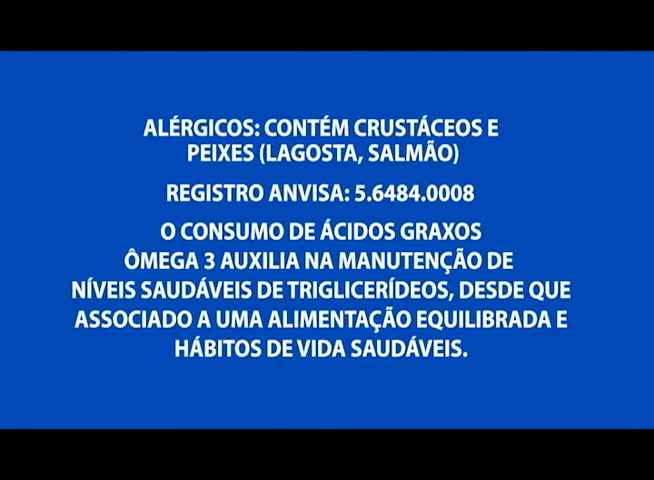 ALÉRGICOS: CONTÉM CRUSTÁCEOS E
PEIXES (LAGOSTA, SALMÃO)
REGISTRO ANVISA: 5.6484.0008
O CONSUMO DE ÁCIDOS GRAXOS
ÔMEGA 3 AUXILIA NA MANUTENÇÃO DE
NÍVEIS SAUDÁVEIS DE TRIGLICERÍDEOS, DESDE QUE
ASSOCIADO A UMA ALIMENTAÇÃO EQUILIBRADA E
HÁBITOS DE VIDA SAUDÁVEIS.